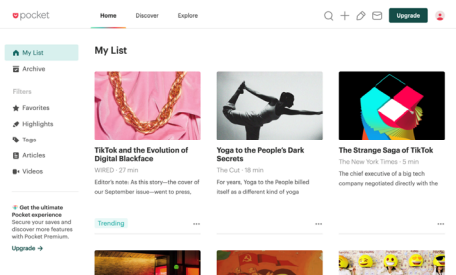 pocket
Home
Discover
Explore
Upgrade
My List
Archive
Filters
Favorites
Highlights
Tags
Articles
Videos
Get the ultimate
Pocket experience
Secure your saves and
discover more features
with Pocket Premium.
Upgrade →
My List
TikTok and the Evolution of
Digital Blackface
WIRED · 27 min
Editor's note: As this story—the cover of
our September issue—went to press,
Trending
Yoga to the People's Dark
Secrets
The Cut · 18 min
For years, Yoga to the People billed
itself as a different kind of yoga
The Strange Saga of TikTok
The New York Times · 5 min
The chief executive of a big tech
company negotiated directly with the